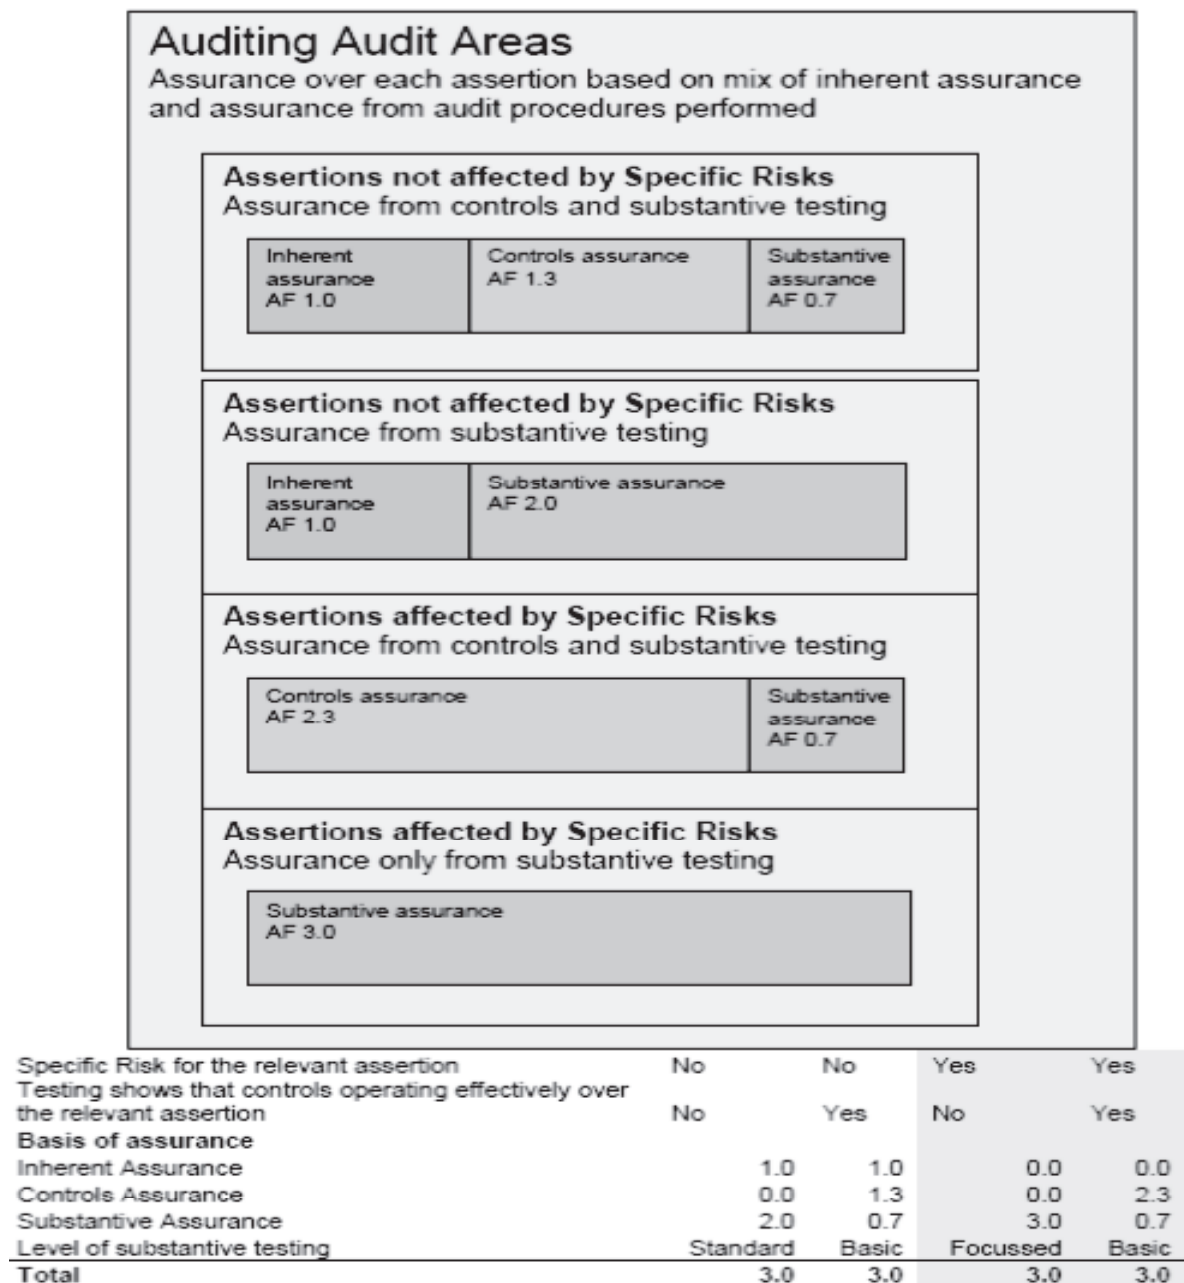 Auditing Audit Areas
Assurance over each assertion based on mix of inherent assurance
and assurance from audit procedures performed
Assertions not affected by Specific Risks
Assurance from controls and substantive testing
Inherent
assurance
AF 1.0
Controls assurance
AF 1.3
Substantive
assurance
AF 0.7
Assertions not affected by Specific Risks
Assurance from substantive testing
Inherent
assurance
AF 1.0
Substantive assurance
AF 2.0
Assertions affected by Specific Risks
Assurance from controls and substantive testing
Controls assurance
AF 2.3
Substantive
assurance
AF 0.7
Assertions affected by Specific Risks
Assurance only from substantive testing
Substantive assurance
AF 3.0
Specific Risk for the relevant assertion No No Yes Yes
Testing shows that controls operating effectively over
the relevant assertion No Yes No Yes
Basis of assurance
Inherent Assurance 1.0 1.0 0.0 0.0
Controls Assurance 0.0 1.3 0.0 2.3
Substantive Assurance 2.0 0.7 3.0 0.7
Level of substantive testing Standard Basic Focussed Basic
Total 3.0 3.0 3.0 3.0